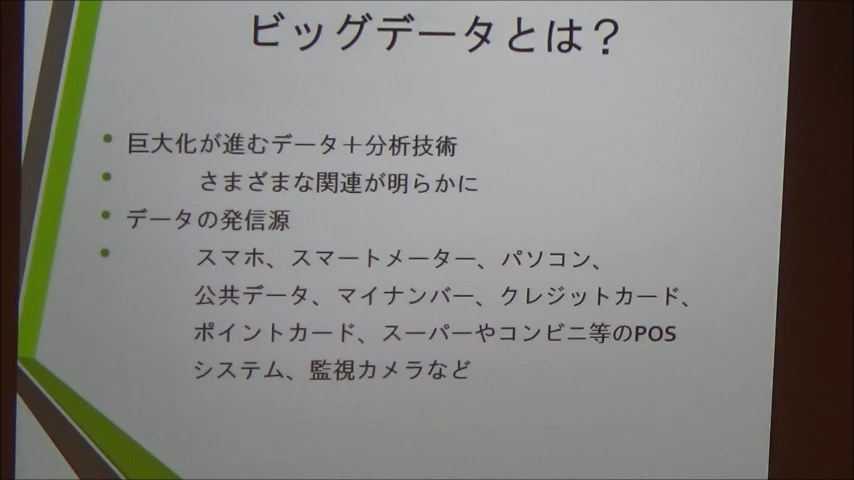 ビッグデータとは？
• 巨大化が進むデータ＋分析技術
• さまざまな関連が明らかに
• データの発信源
• スマホ、スマートメーター、パソコン、
公共データ、マイナンバー、クレジットカード、
ポイントカード、スーパーやコンビニ等のPOS
システム、監視カメラなど